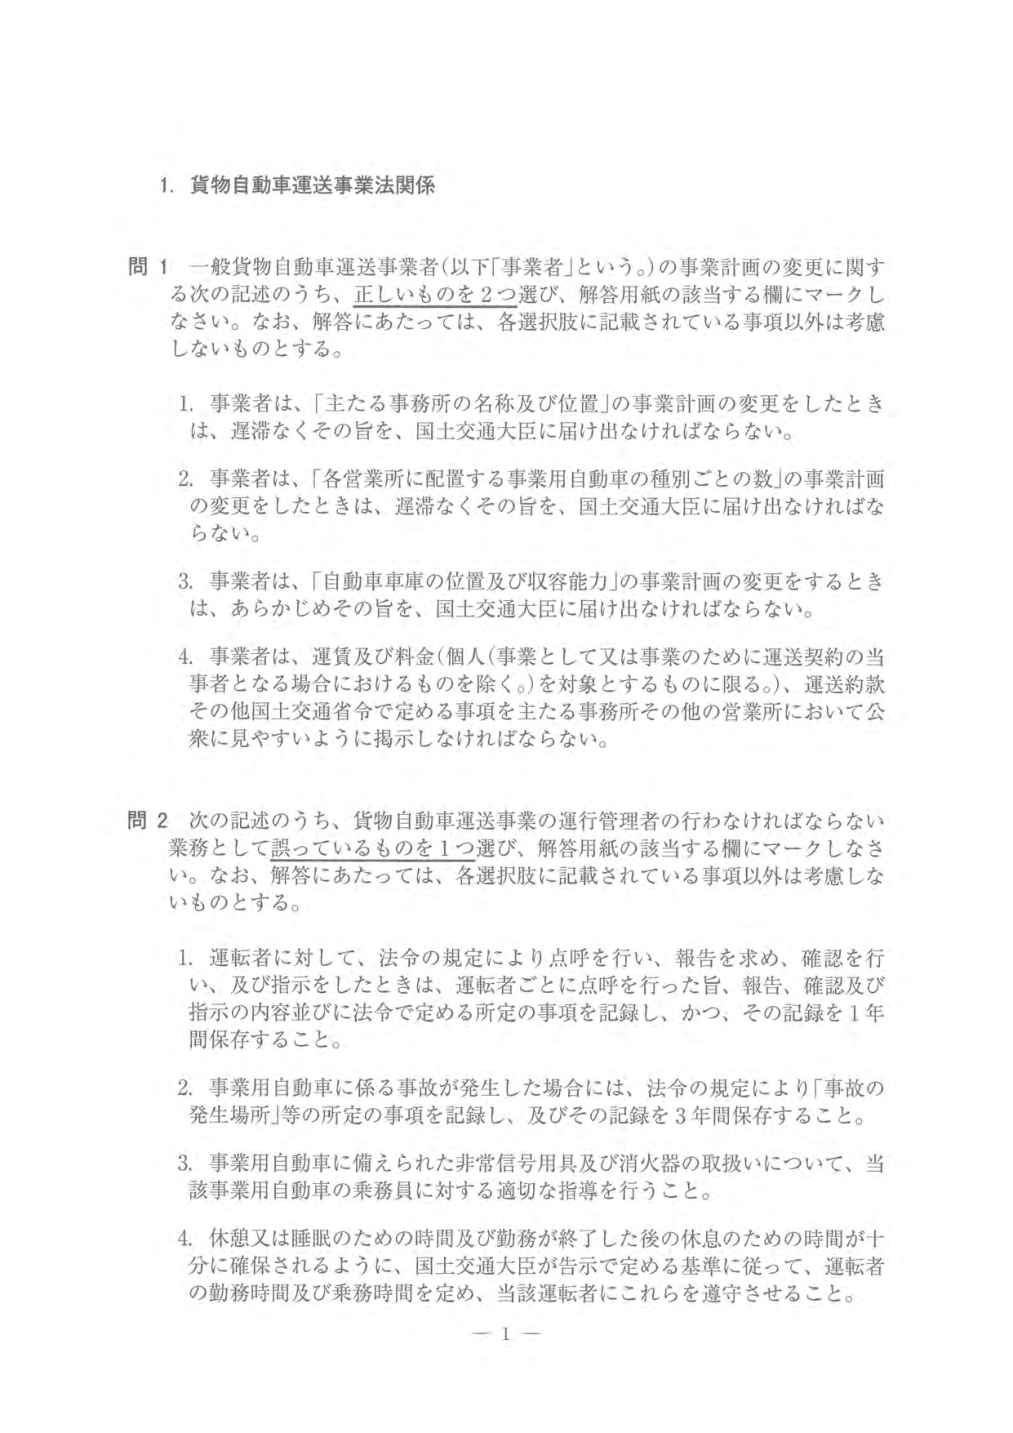 1. 貨物自動車運送事業法関係
問 1 一般貨物自動車運送事業者(以下「事業者」という。)の事業計画の変更に関す
る次の記述のうち、正しいものを2つ選び、解答用紙の該当する欄にマークし
なさい。なお、解答にあたっては、各選択肢に記載されている事項以外は考慮
しないものとする。
1. 事業者は、「主たる事務所の名称及び位置」の事業計画の変更をしたとき
は、遅滞なくその旨を、国土交通大臣に届け出なければならない。
2. 事業者は、「各営業所に配置する事業用自動車の種別ごとの数」の事業計画
の変更をしたときは、遅滞なくその旨を、国土交通大臣に届け出なければな
らない。
3. 事業者は、「自動車車庫の位置及び収容能力」の事業計画の変更をするとき
は、あらかじめその旨を、国土交通大臣に届け出なければならない。
4. 事業者は、運賃及び料金(個人(事業として又は事業のために運送契約の当
事者となる場合におけるものを除く。)を対象とするものに限る。)、運送約款
その他国土交通省令で定める事項を主たる事務所その他の営業所において公
衆に見やすいように掲示しなければならない。
問 2 次の記述のうち、貨物自動車運送事業の運行管理者の行わなければならない
業務として誤っているものを1つ選び、解答用紙の該当する欄にマークしなさ
い。なお、解答にあたっては、各選択肢に記載されている事項以外は考慮しな
いものとする。
1. 運転者に対して、法令の規定により点呼を行い、報告を求め、確認を行
い、及び指示をしたときは、運転者ごとに点呼を行った旨、報告、確認及び
指示の内容並びに法令で定める所定の事項を記録し、かつ、その記録を1年
間保存すること。
2. 事業用自動車に係る事故が発生した場合には、法令の規定により「事故の
発生場所」等の所定の事項を記録し、及びその記録を3年間保存すること。
3. 事業用自動車に備えられた非常信号用具及び消火器の取扱いについて、当
該事業用自動車の乗務員に対する適切な指導を行うこと。
4. 休憩又は睡眠のための時間及び勤務が終了した後の休息のための時間が十
分に確保されるように、国土交通大臣が告示で定める基準に従って、運転者
の勤務時間及び乗務時間を定め、当該運転者にこれらを遵守させること。
― 1 ―